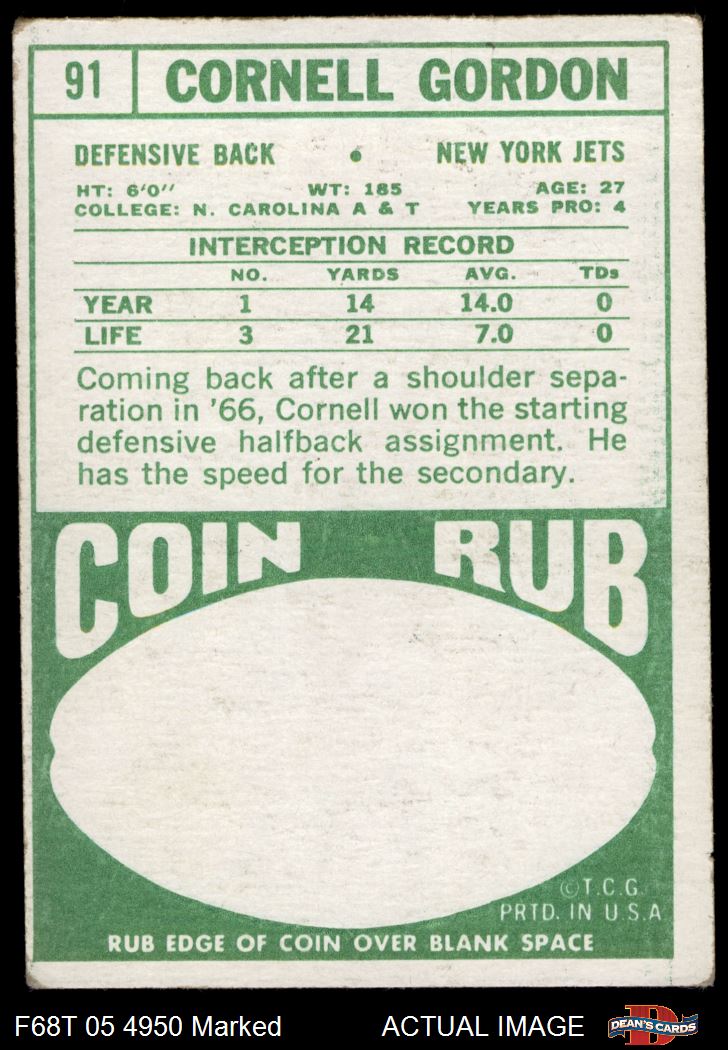 91 CORNELL GORDON
DEFENSIVE BACK • NEW YORK JETS
HT: 6'0" WT: 185 AGE: 27
COLLEGE: N. CAROLINA A & T YEARS PRO: 4
INTERCEPTION RECORD
NO. YARDS AVG. TDs
YEAR 1 14 14.0 0
LIFE 3 21 7.0 0
Coming back after a shoulder sepa-
ration in '66, Cornell won the starting
defensive halfback assignment. He
has the speed for the secondary.
COIN RUB
©T.C.G.
PRTD. IN U.S.A
RUB EDGE OF COIN OVER BLANK SPACE
F68T 05 4950 Marked ACTUAL IMAGE
D
DEAN'S CARDS